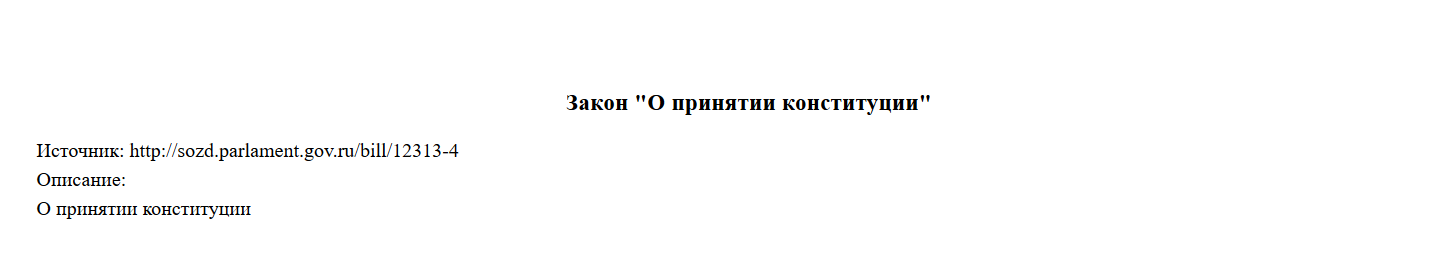 Закон "О принятии конституции"
Источник: http://sozd.parlament.gov.ru/bill/12313-4
Описание:
О принятии конституции